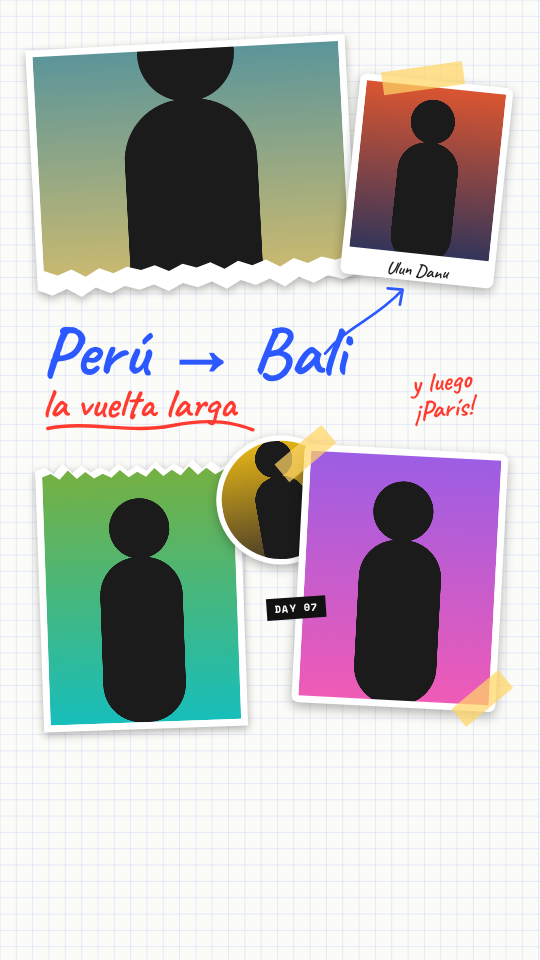 Ulun Danu
Perú → Bali
la vuelta larga
y luego
¡París!
DAY 07